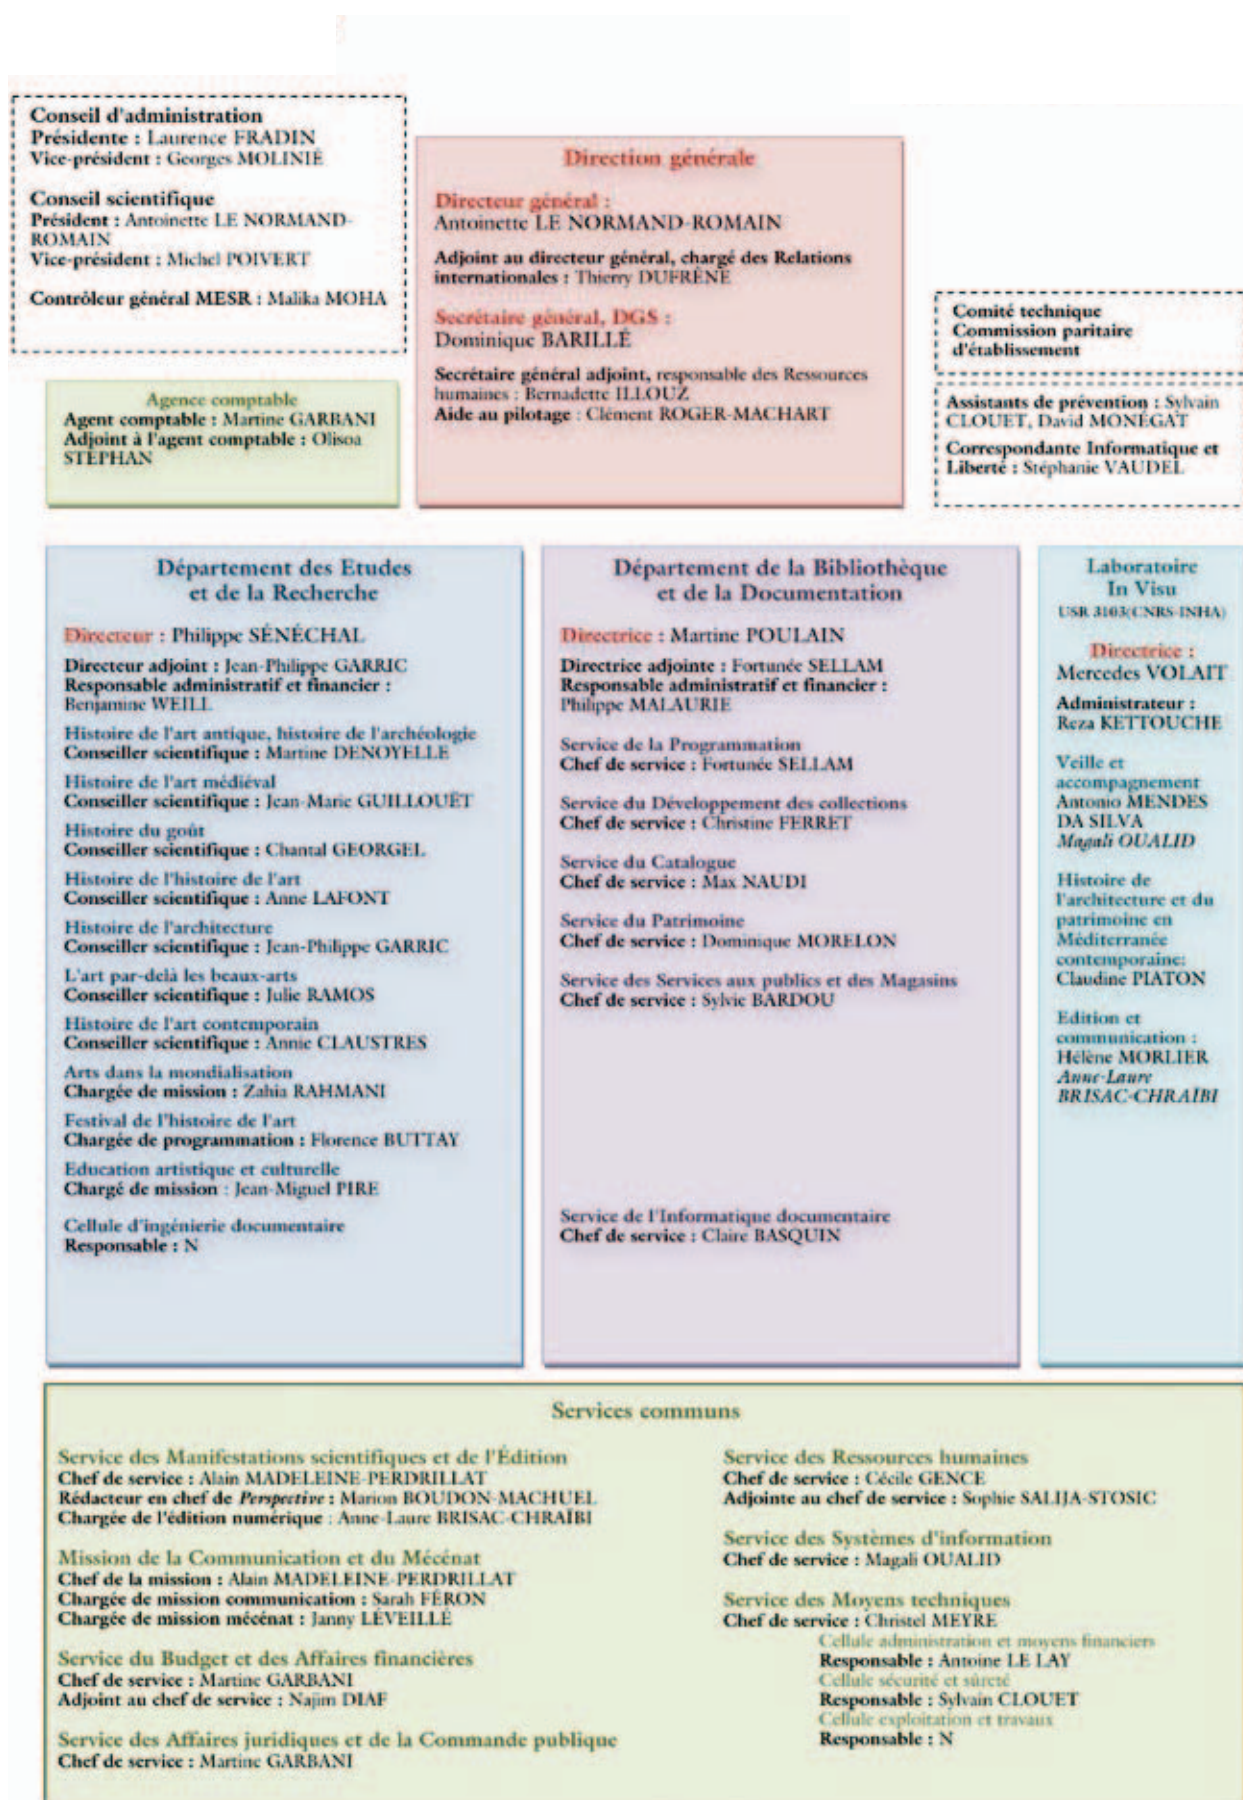 Conseil d'administration
Présidente : Laurence FRADIN
Vice-président : Georges MOLINIÉ
Conseil scientifique
Président : Antoinette LE NORMAND-
ROMAIN
Vice-président : Michel POIVERT
Contrôleur général MESR : Malika MOHA
Direction générale
Directeur général :
Antoinette LE NORMAND-ROMAIN
Adjoint au directeur général, chargé des Relations
internationales : Thierry DUFRÊNE
Secrétaire général, DGS :
Dominique BARILLÉ
Secrétaire général adjoint, responsable des Ressources
humaines : Bernadette ILLOUZ
Aide au pilotage : Clément ROGER-MACHART
Comité technique
Commission paritaire
d'établissement
Agence comptable
Agent comptable : Martine GARBANI
Adjoint à l'agent comptable : Olisoa
STEPHAN
Assistants de prévention : Sylvain
CLOUET, David MONÉGAT
Correspondante Informatique et
Liberté : Stéphanie VAUDEL
Département des Etudes
et de la Recherche
Directeur : Philippe SÉNÉCHAL
Directeur adjoint : Jean-Philippe GARRIC
Responsable administratif et financier :
Benjamine WEILL
Histoire de l'art antique, histoire de l'archéologie
Conseiller scientifique : Martine DENOYELLE
Histoire de l'art médiéval
Conseiller scientifique : Jean-Marie GUILLOUËT
Histoire du goût
Conseiller scientifique : Chantal GEORGEL
Histoire de l'histoire de l'art
Conseiller scientifique : Anne LAFONT
Histoire de l'architecture
Conseiller scientifique : Jean-Philippe GARRIC
L'art par-delà les beaux-arts
Conseiller scientifique : Julie RAMOS
Histoire de l'art contemporain
Conseiller scientifique : Annie CLAUSTRES
Arts dans la mondialisation
Chargée de mission : Zahia RAHMANI
Festival de l'histoire de l'art
Chargée de programmation : Florence BUTTAY
Education artistique et culturelle
Chargé de mission : Jean-Miguel PIRE
Cellule d'ingénierie documentaire
Responsable : N
Département de la Bibliothèque
et de la Documentation
Directrice : Martine POULAIN
Directrice adjointe : Fortunée SELLAM
Responsable administratif et financier :
Philippe MALAURIE
Service de la Programmation
Chef de service : Fortunée SELLAM
Service du Développement des collections
Chef de service : Christine FERRET
Service du Catalogue
Chef de service : Max NAUDI
Service du Patrimoine
Chef de service : Dominique MORELON
Service des Services aux publics et des Magasins
Chef de service : Sylvie BARDOU
Service de l'Informatique documentaire
Chef de service : Claire BASQUIN
Laboratoire
In Visu
USR 3103(CNRS-INHA)
Directrice :
Mercedes VOLAIT
Administrateur :
Reza KETTOUCHE
Veille et
accompagnement
Antonio MENDES
DA SILVA
Magali OUALID
Histoire de
l'architecture et du
patrimoine en
Méditerranée
contemporaine:
Claudine PIATON
Edition et
communication :
Hélène MORLIER
Anne-Laure
BRISAC-CHRAÏBI
Services communs
Service des Manifestations scientifiques et de l'Édition
Chef de service : Alain MADELEINE-PERDRILLAT
Rédacteur en chef de Perspective : Marion BOUDON-MACHUEL
Chargée de l'édition numérique : Anne-Laure BRISAC-CHRAÏBI
Mission de la Communication et du Mécénat
Chef de la mission : Alain MADELEINE-PERDRILLAT
Chargée de mission communication : Sarah FÉRON
Chargée de mission mécénat : Janny LÉVEILLÉ
Service du Budget et des Affaires financières
Chef de service : Martine GARBANI
Adjoint au chef de service : Najim DIAF
Service des Affaires juridiques et de la Commande publique
Chef de service : Martine GARBANI
Service des Ressources humaines
Chef de service : Cécile GENCE
Adjointe au chef de service : Sophie SALIJA-STOSIC
Service des Systèmes d'information
Chef de service : Magali OUALID
Service des Moyens techniques
Chef de service : Christel MEYRE
Cellule administration et moyens financiers
Responsable : Antoine LE LAY
Cellule sécurité et sûreté
Responsable : Sylvain CLOUET
Cellule exploitation et travaux
Responsable : N